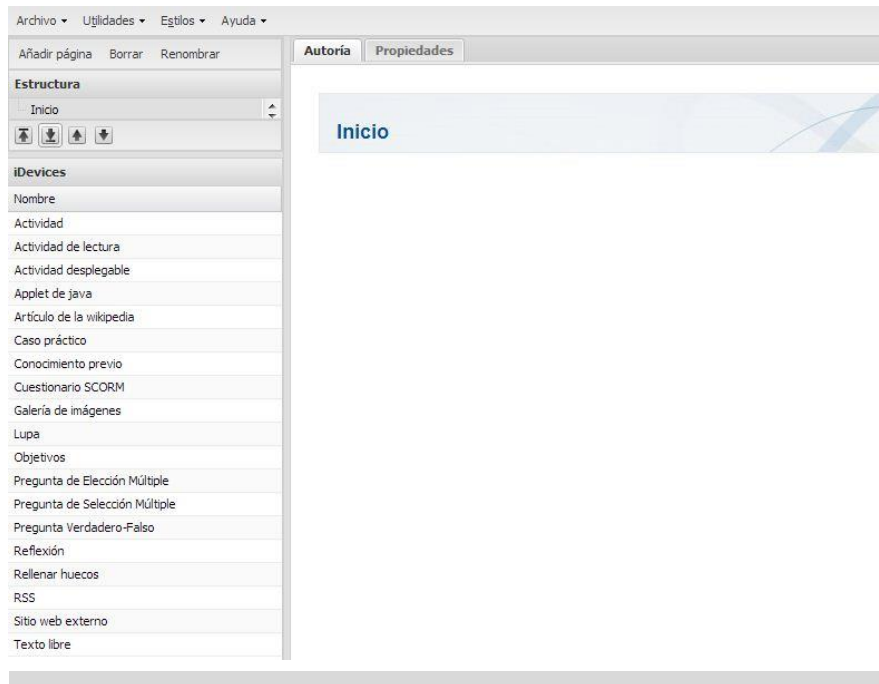 Archivo Utilidades Estilos Ayuda
Añadir página Borrar Renombrar
Autoría Propiedades
Estructura
Inicio
Inicio
iDevices
Nombre
Actividad
Actividad de lectura
Actividad desplegable
Applet de java
Artículo de la wikipedia
Caso práctico
Conocimiento previo
Cuestionario SCORM
Galería de imágenes
Lupa
Objetivos
Pregunta de Elección Múltiple
Pregunta de Selección Múltiple
Pregunta Verdadero-Falso
Reflexión
Rellenar huecos
RSS
Sitio web externo
Texto libre